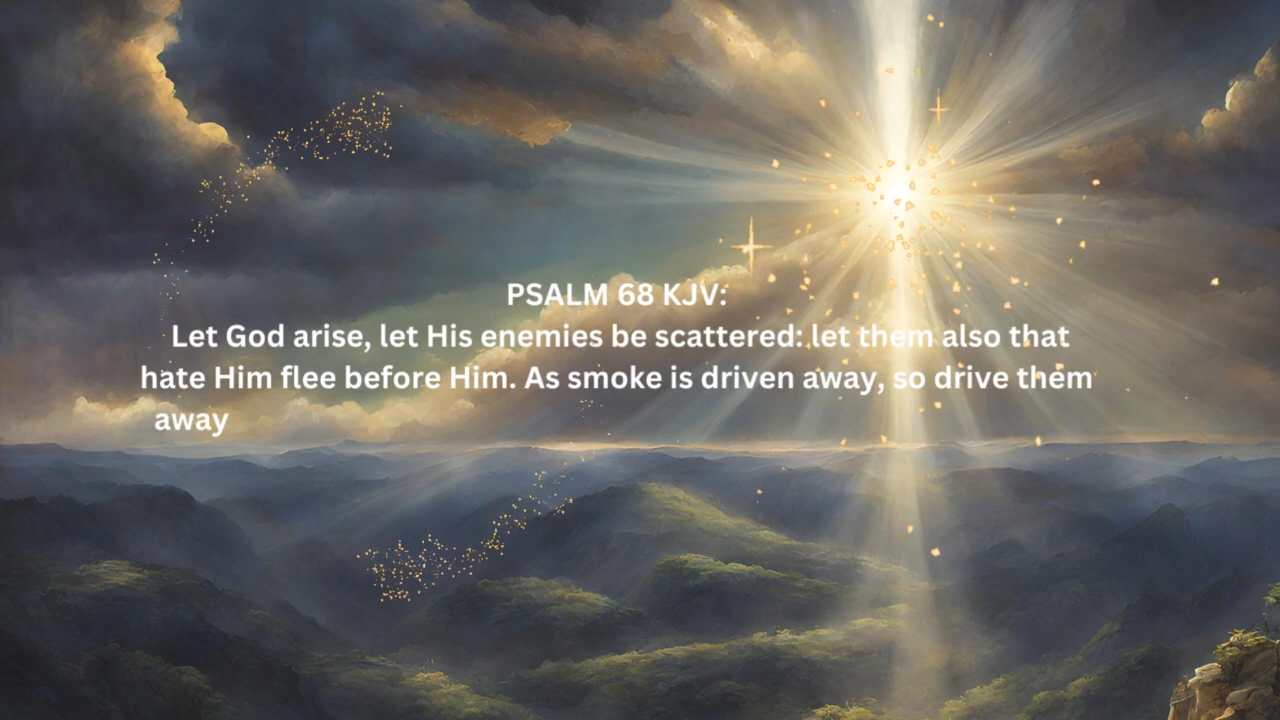 PSALM 68 KJV:
Let God arise, let His enemies be scattered: let them also that
hate Him flee before Him. As smoke is driven away, so drive them
away